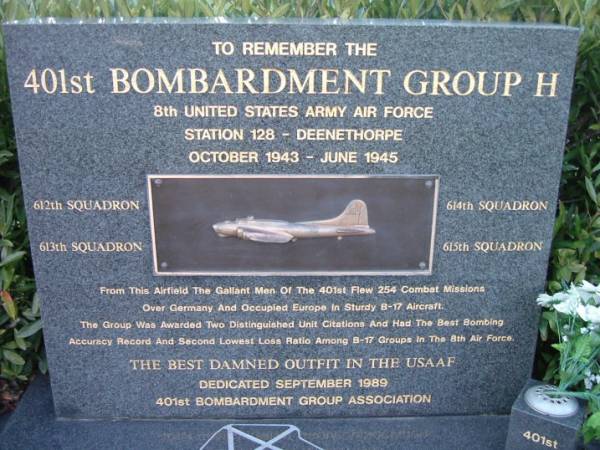 TO REMEMBER THE
401st BOMBARDMENT GROUP H
8th UNITED STATES ARMY AIR FORCE
STATION 128 - DEENETHORPE
OCTOBER 1943 - JUNE 1945
612th SQUADRON
614th SQUADRON
613th SQUADRON
615th SQUADRON
From This Airfield The Gallant Men Of The 401st Flew 254 Combat Missions
Over Germany And Occupied Europe In Sturdy B-17 Aircraft.
The Group Was Awarded Two Distinguished Unit Citations And Had The Best Bombing
Accuracy Record And Second Lowest Loss Ratio Among B-17 Groups In The 8th Air Force.
THE BEST DAMNED OUTFIT IN THE USAAF
DEDICATED SEPTEMBER 1989
401st BOMBARDMENT GROUP ASSOCIATION
401st